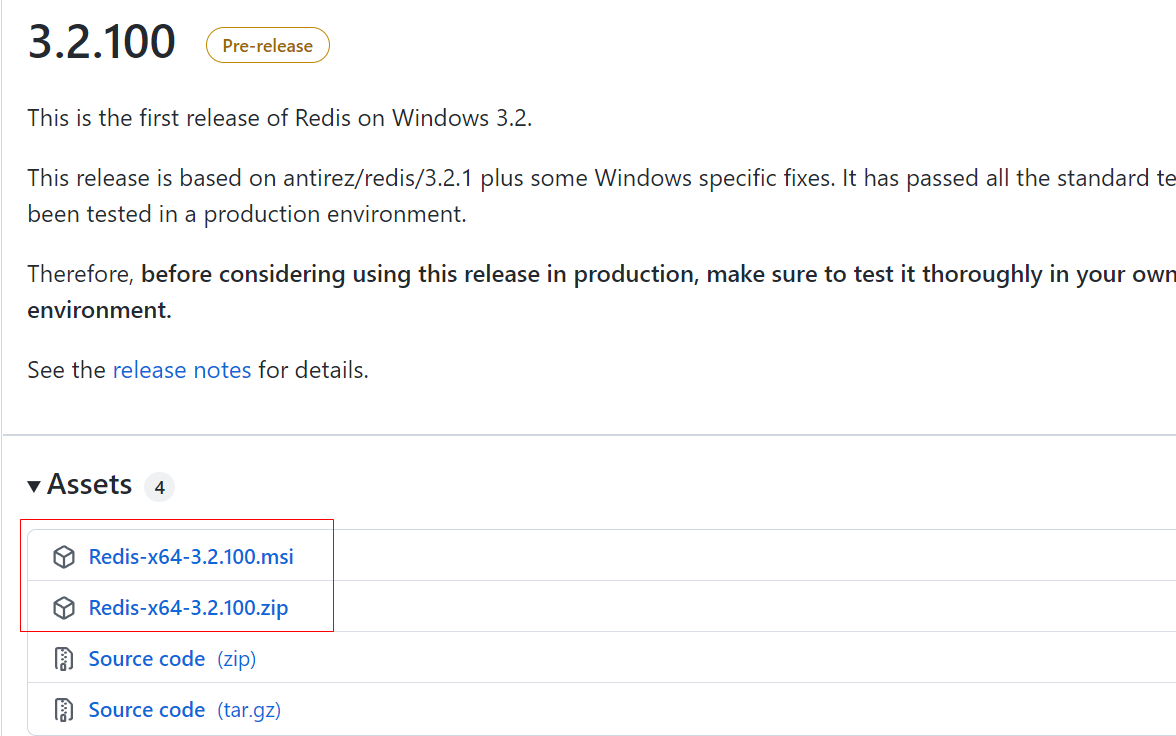 3.2.100 Pre-release
This is the first release of Redis on Windows 3.2.
This release is based on antirez/redis/3.2.1 plus some Windows specific fixes. It has passed all the standard te
been tested in a production environment.
Therefore, before considering using this release in production, make sure to test it thoroughly in your own
environment.
See the release notes for details.
Assets 4
Redis-x64-3.2.100.msi
Redis-x64-3.2.100.zip
Source code (zip)
Source code (tar.gz)